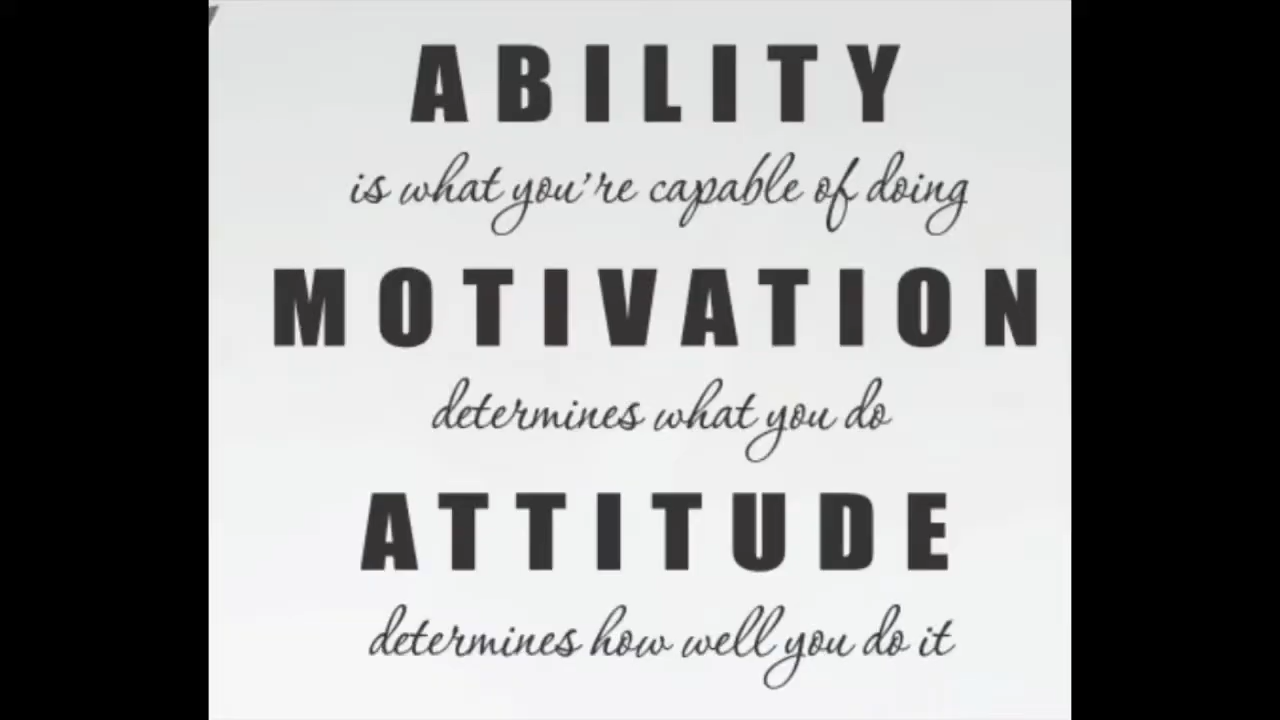 ABILITY
is what you're capable of doing
MOTIVATION
determines what you do
ATTITUDE
determines how well you do it